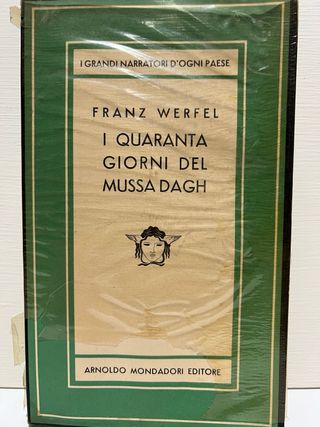 I GRANDI NARRATORI D'OGNI PAESE
FRANZ WERFEL
I QUARANTA
GIORNI DEL
MUSSA DAGH
ARNOLDO MONDADORI EDITORE